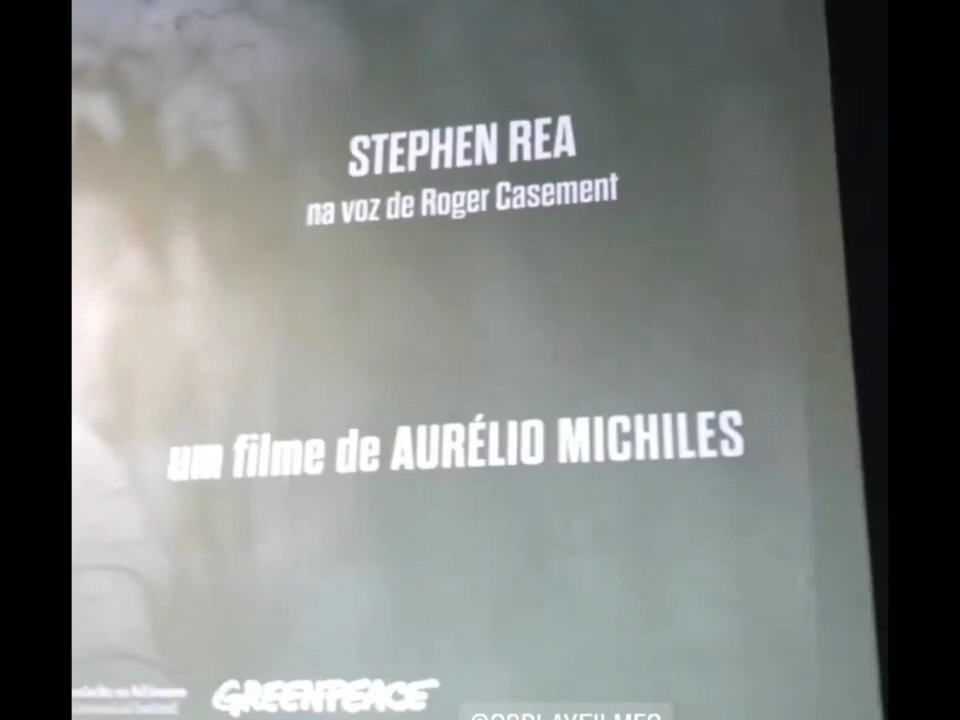 STEPHEN REA
na voz de Roger Casement
um filme de AURÉLIO MICHILES
GREENPEACE